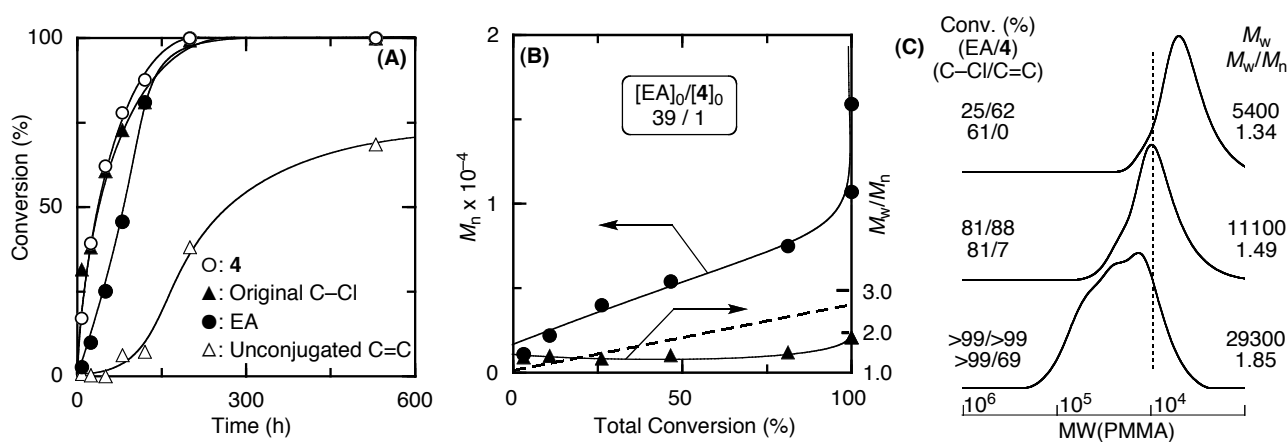 (A)
100
50
0
Conversion (%)
○: 4
▲: Original C–Cl
●: EA
△: Unconjugated C=C
0
300
600
Time (h)
(B)
2
1
0
Mn x 10–4
[EA]0/[4]0
39 / 1
Mw/Mn
3.0
2.0
1.0
0
50
100
Total Conversion (%)
(C)
Conv. (%)
(EA/4)
(C–Cl/C=C)
Mw
Mw/Mn
25/62
61/0
5400
1.34
81/88
81/7
11100
1.49
>99/>99
>99/69
29300
1.85
10^6
10^5
10^4
MW(PMMA)